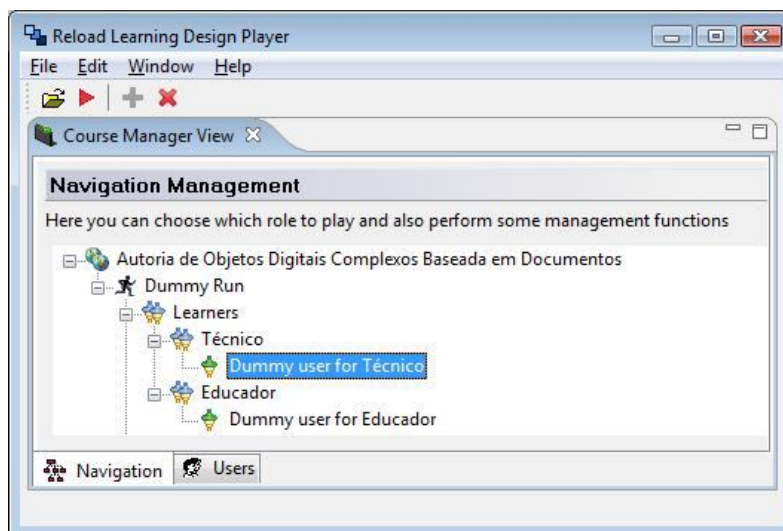 Reload Learning Design Player
File Edit Window Help
Course Manager View
Navigation Management
Here you can choose which role to play and also perform some management functions
Autoria de Objetos Digitais Complexos Baseada em Documentos
Dummy Run
Learners
Técnico
Dummy user for Técnico
Educador
Dummy user for Educador
Navigation Users